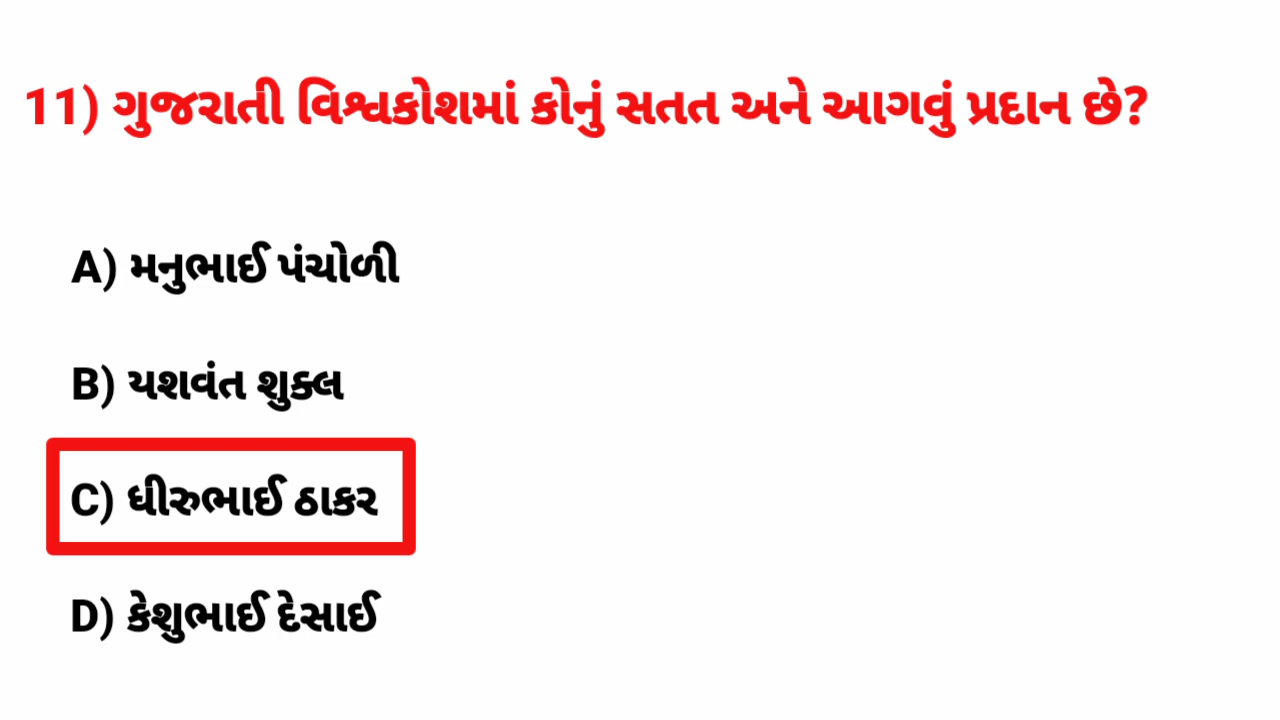 11) ગુજરાતી વિશ્વકોશમાં કોનું સતત અને આગવું પ્રદાન છે?
A) મનુભાઈ પંચોળી
B) યશવંત શુક્લ
C) ધીરુભાઈ ઠાકર
D) કેશુભાઈ દેસાઈ